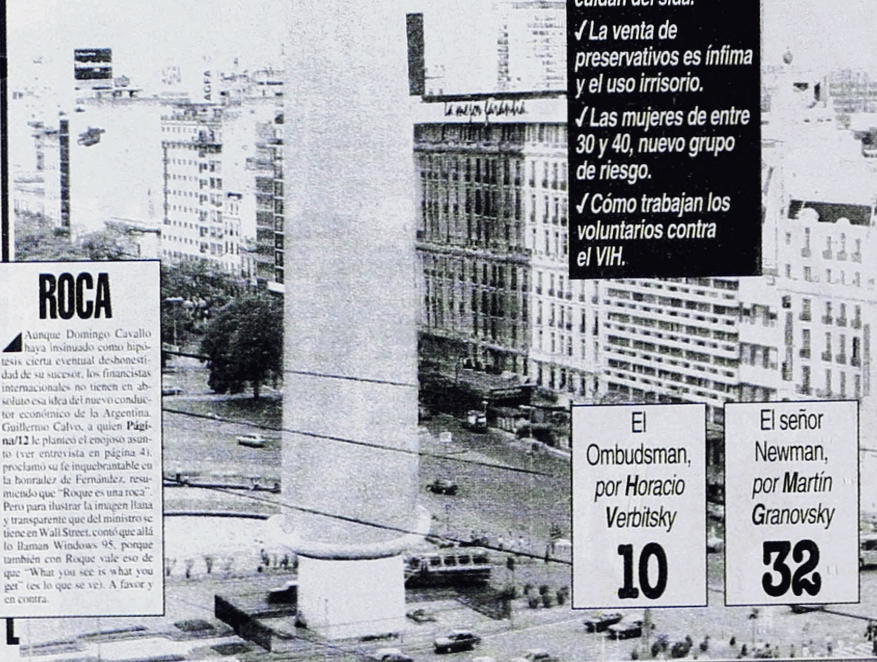 cuidan del sida.
✓La venta de
preservativos es ínfima
y el uso irrisorio.
✓Las mujeres de entre
30 y 40, nuevo grupo
de riesgo.
✓Cómo trabajan los
voluntarios contra
el VIH.
AGFA
La mejor
ROCA
Aunque Domingo Cavallo
haya insinuado como hipó-
tesis cierta eventual deshonesti-
dad de su sucesor, los financistas
internacionales no tienen en ab-
soluto esa idea del nuevo conduc-
tor económico de la Argentina.
Guillermo Calvo, a quien Pági-
na/12 le planteó el enojoso asun-
to (ver entrevista en página 4),
proclamó su fe inquebrantable en
la honradez de Fernández, resu-
miendo que "Roque es una roca".
Pero para ilustrar la imagen llana
y transparente que del ministro se
tiene en Wall Street, contó que allá
lo llaman Windows 95, porque
también con Roque vale eso de
que "What you see is what you
get" (es lo que se ve). A favor y
en contra.
El
Ombudsman,
por Horacio
Verbitsky
10
El señor
Newman,
por Martín
Granovsky
32